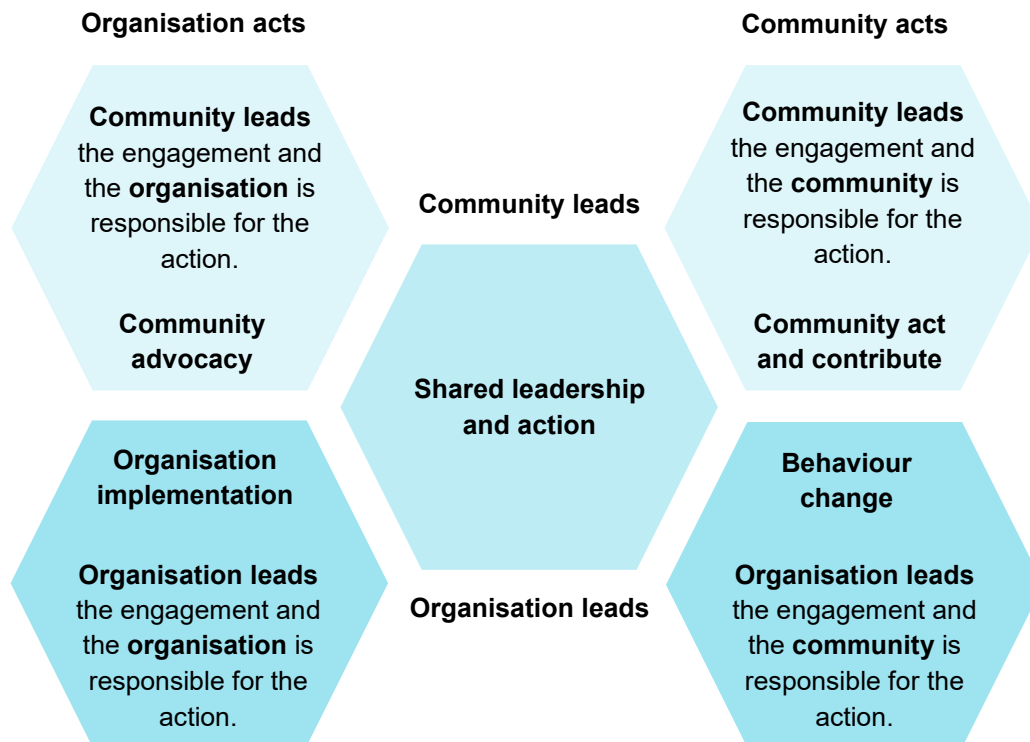 Organisation acts
Community acts
Community leads
the engagement and
the organisation is
responsible for the
action.
Community
advocacy
Community leads
the engagement and
the community is
responsible for the
action.
Community act
and contribute
Community leads
Shared leadership
and action
Organisation leads
Organisation
implementation
Organisation leads
the engagement and
the organisation is
responsible for the
action.
Behaviour
change
Organisation leads
the engagement and
the community is
responsible for the
action.